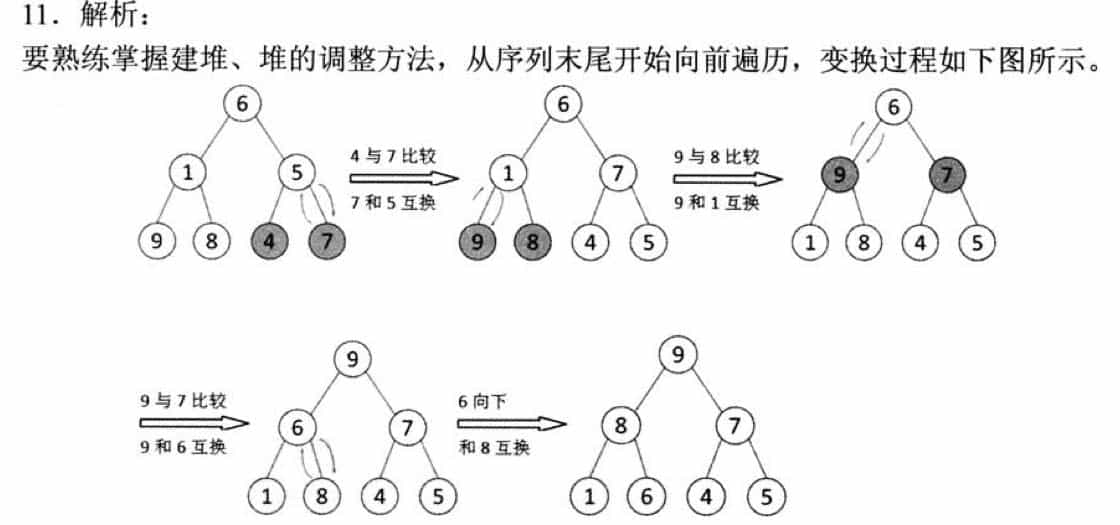 11．解析：
要熟练掌握建堆、堆的调整方法，从序列末尾开始向前遍历，变换过程如下图所示。
6 6 6
1 5 4与7比较 7和5互换 1 7 9与8比较 9和1互换 9 7
9 8 4 7 9 8 4 5 1 8 4 5
9 9
9与7比较 9和6互换 6 7 6向下 和8互换 8 7
1 8 4 5 1 6 4 5